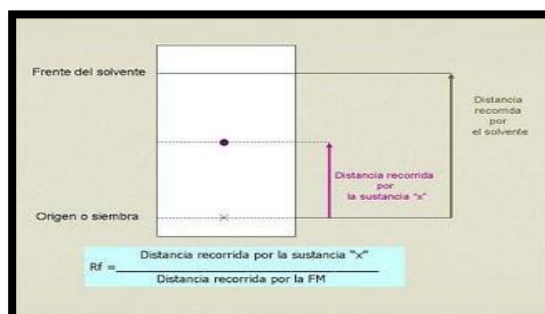 Frente del solvente
Distancia
recorrida
por
el solvente
Distancia recorrida
por
la sustancia "x"
Origen o siembra
Distancia recorrida por la sustancia "x"
Rf =
Distancia recorrida por la FM